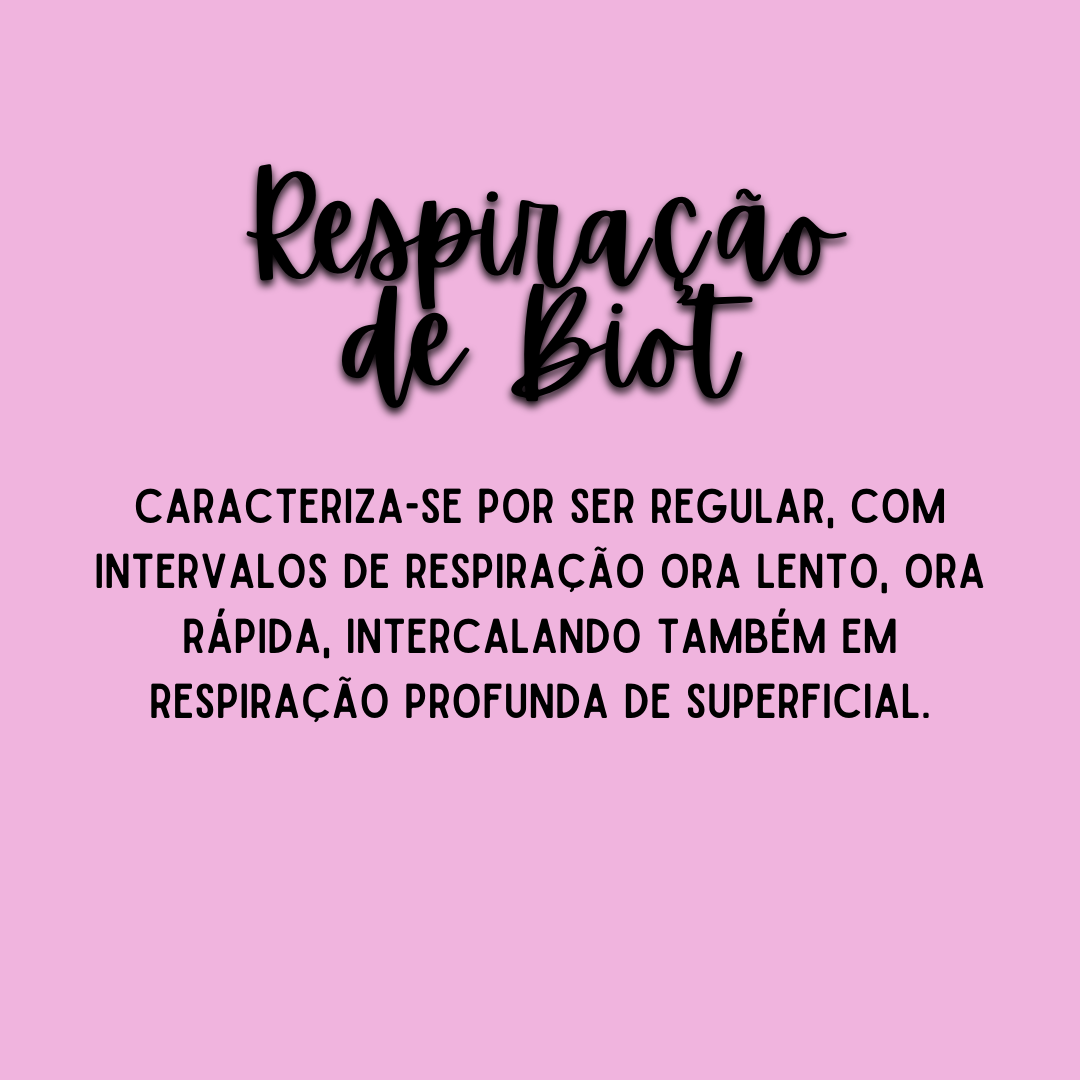 Respiração
de Biot
CARACTERIZA-SE POR SER REGULAR, COM
INTERVALOS DE RESPIRAÇÃO ORA LENTO, ORA
RÁPIDA, INTERCALANDO TAMBÉM EM
RESPIRAÇÃO PROFUNDA DE SUPERFICIAL.